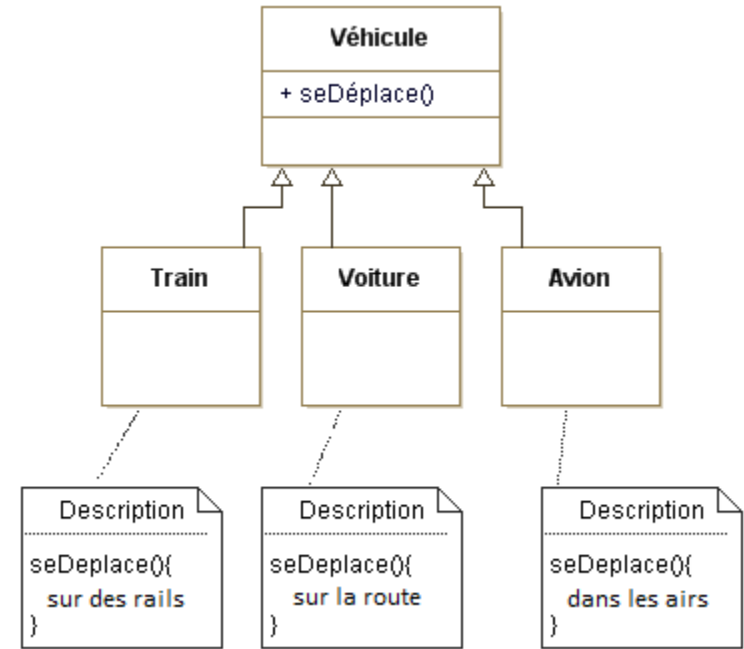 Véhicule
+ seDéplace()
Train
Voiture
Avion
Description
seDeplace(){
sur des rails
}
Description
seDeplace(){
sur la route
}
Description
seDeplace(){
dans les airs
}